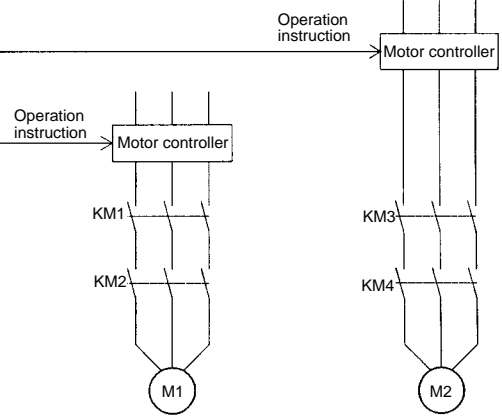 Operation
instruction
Motor controller
Operation
instruction
Motor controller
KM1
KM3
KM2
KM4
M1
M2